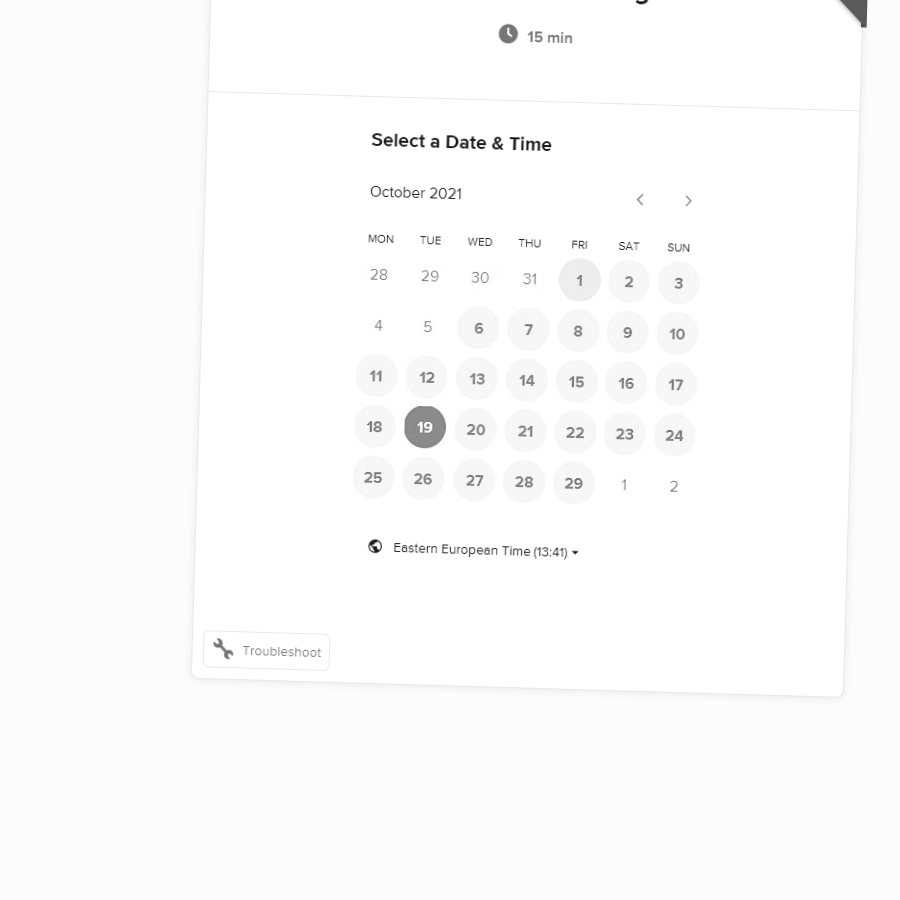 15 min
Select a Date & Time
October 2021
MON TUE WED THU FRI SAT SUN
28 29 30 31 1 2 3
4 5 6 7 8 9 10
11 12 13 14 15 16 17
18 19 20 21 22 23 24
25 26 27 28 29 1 2
Eastern European Time (13:41)
Troubleshoot